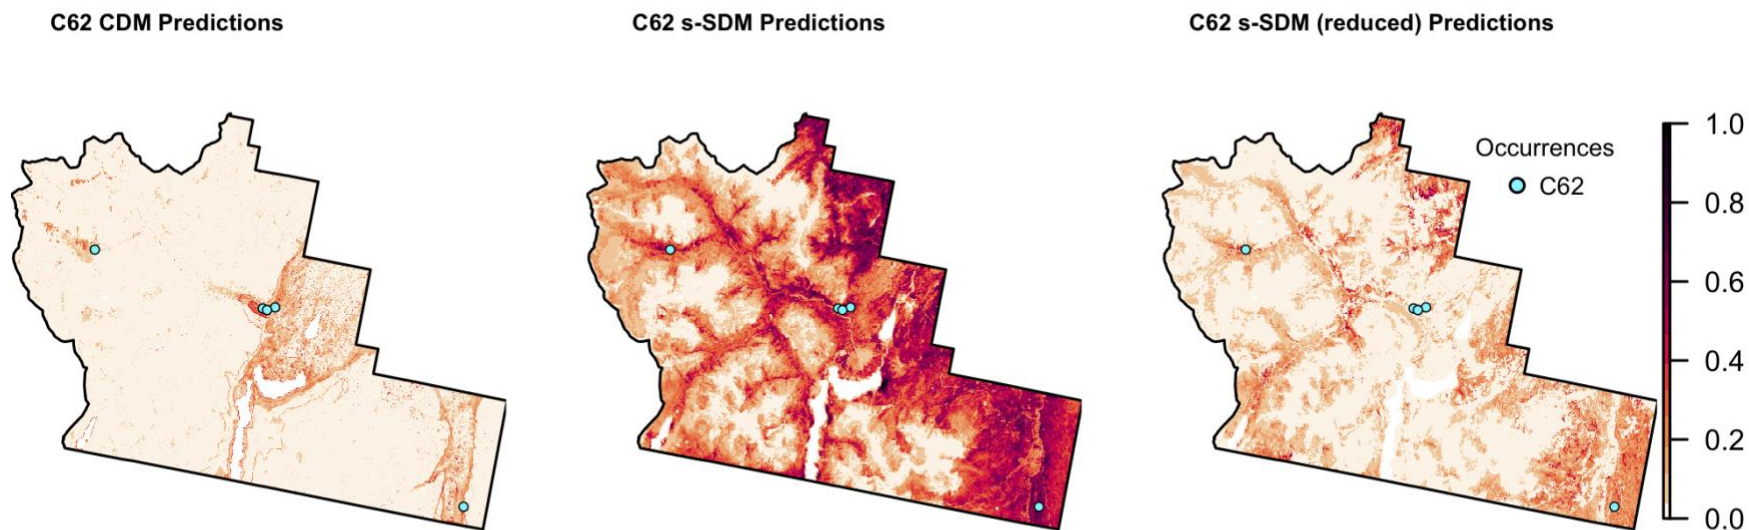 C62 CDM Predictions
C62 s-SDM Predictions
C62 s-SDM (reduced) Predictions
Occurrences
C62
1.0
0.8
0.6
0.4
0.2
0.0